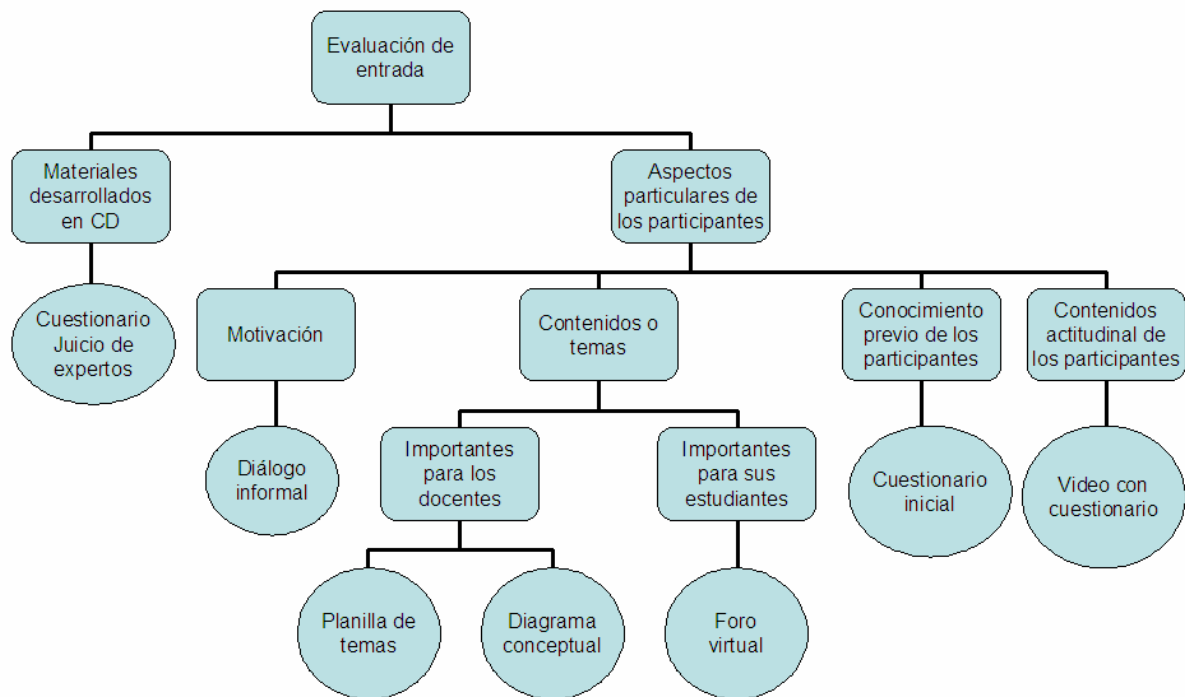 Evaluación de
entrada
Materiales
desarrollados
en CD
Aspectos
particulares de
los participantes
Cuestionario
Juicio de
expertos
Motivación
Contenidos o
temas
Conocimiento
previo de los
participantes
Contenidos
actitudinal de
los participantes
Diálogo
informal
Importantes
para los
docentes
Importantes
para sus
estudiantes
Cuestionario
inicial
Video con
cuestionario
Planilla de
temas
Diagrama
conceptual
Foro
virtual